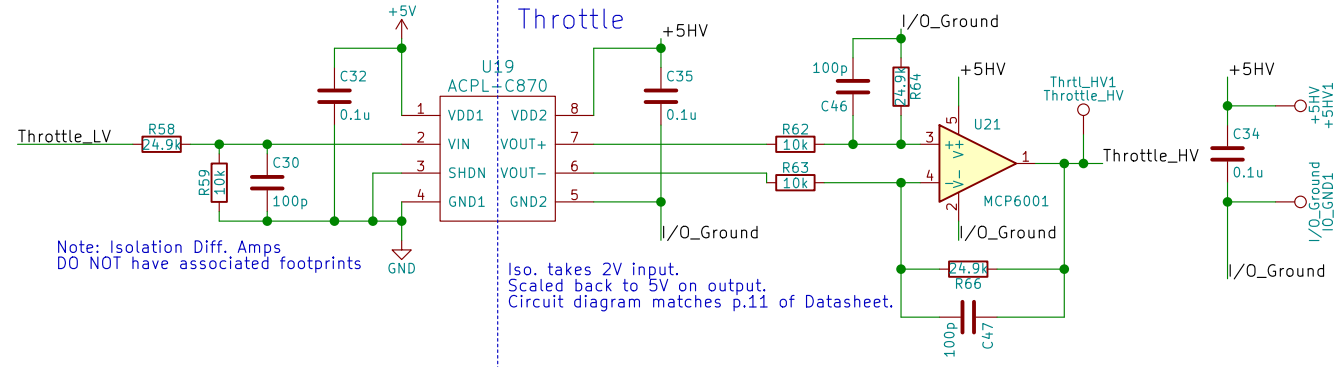 Throttle
+5V
I/O_Ground
+5HV
U19
ACPL-C870
C32
0.1u
C35
0.1u
100p
C46
24.9k
R64
+5HV
Thrtl_HV1
Throttle_HV
+5HV
+5HV
+5HV1
1 VDD1 VDD2 8
2 VIN VOUT+ 7
3 SHDN VOUT- 6
4 GND1 GND2 5
Throttle_LV
R58
24.9k
R59
10k
C30
100p
R62
10k
R63
10k
3
4
5
2
1
+
-
V+
V-
U21
MCP6001
Throttle_HV
C34
0.1u
I/O_Ground
IO_GND1
I/O_Ground
I/O_Ground
I/O_Ground
GND
Note: Isolation Diff. Amps
DO NOT have associated footprints
Iso. takes 2V input.
Scaled back to 5V on output.
Circuit diagram matches p.11 of Datasheet.
24.9k
R66
100p
C47